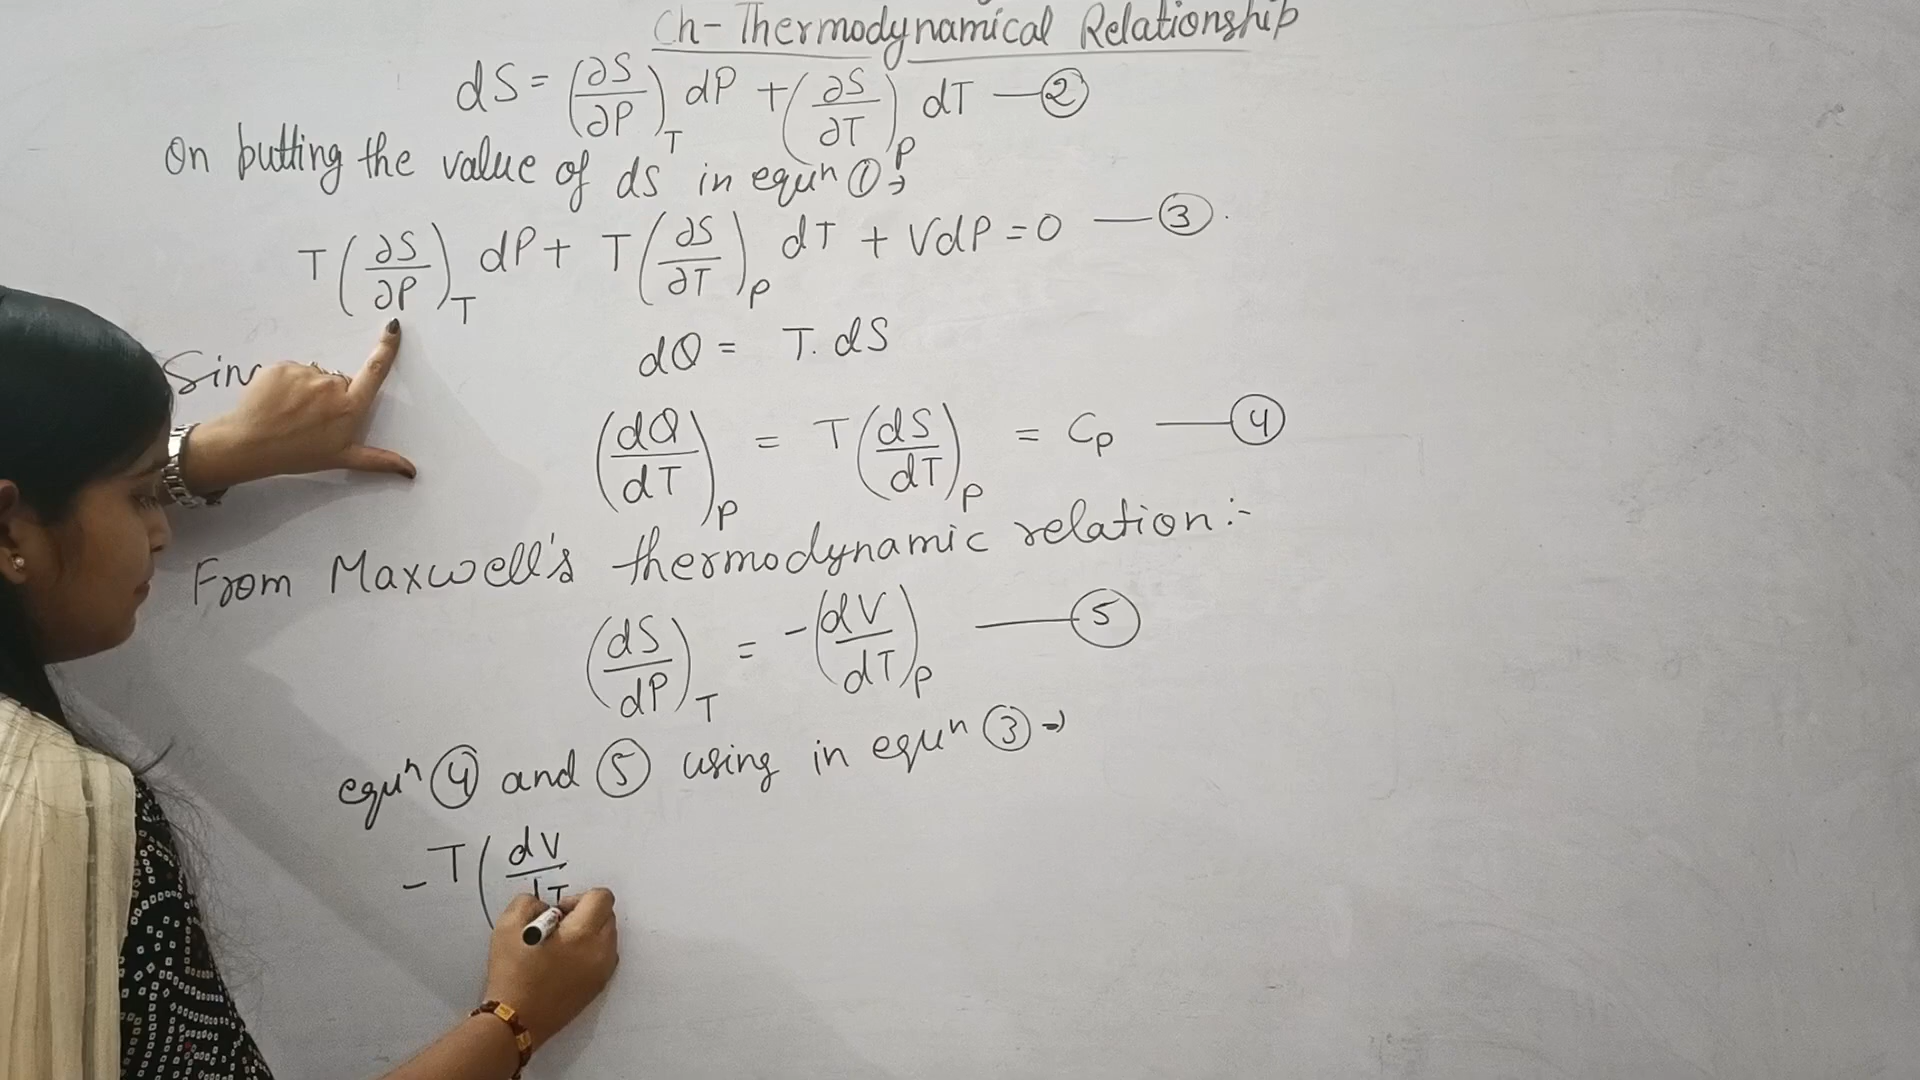 Ch- Thermodynamical Relationship
dS = (∂S/∂P)_T dP + (∂S/∂T)_P dT — ②
On putting the value of ds in equⁿ ① →
T(∂S/∂P)_T dP + T(∂S/∂T)_P dT + VdP = 0 — ③
dQ = T. dS
(dQ/dT)_P = T(dS/dT)_P = Cp — ④
From Maxwell's thermodynamic relation :-
(dS/dP)_T = -(dV/dT)_P — ⑤
equⁿ ④ and ⑤ using in equⁿ ③ →
-T(dV/dT